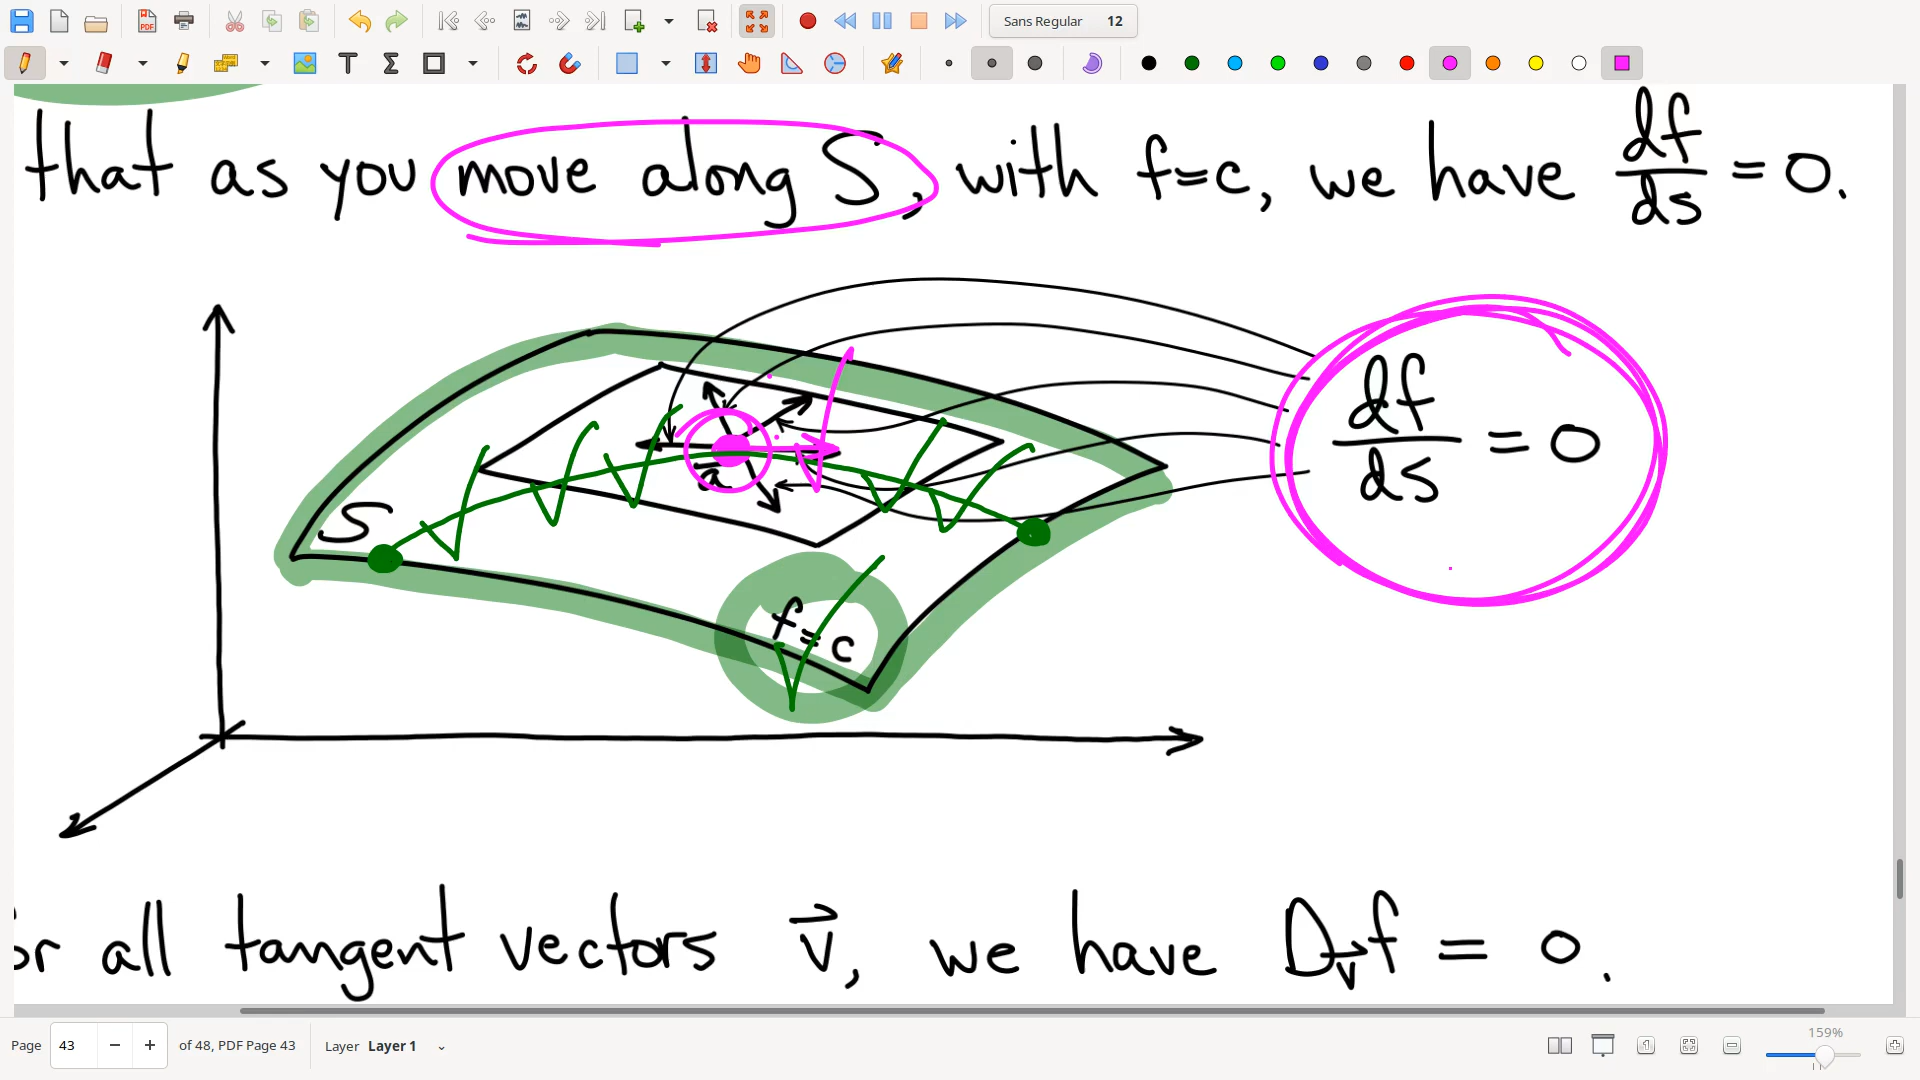 Sans Regular 12
that as you move along S, with f=c, we have df/ds = 0.
df/ds = 0
a
S
f=c
or all tangent vectors v⃗, we have D_v⃗ f = 0.
159%
Page 43 − + of 48, PDF Page 43 Layer Layer 1